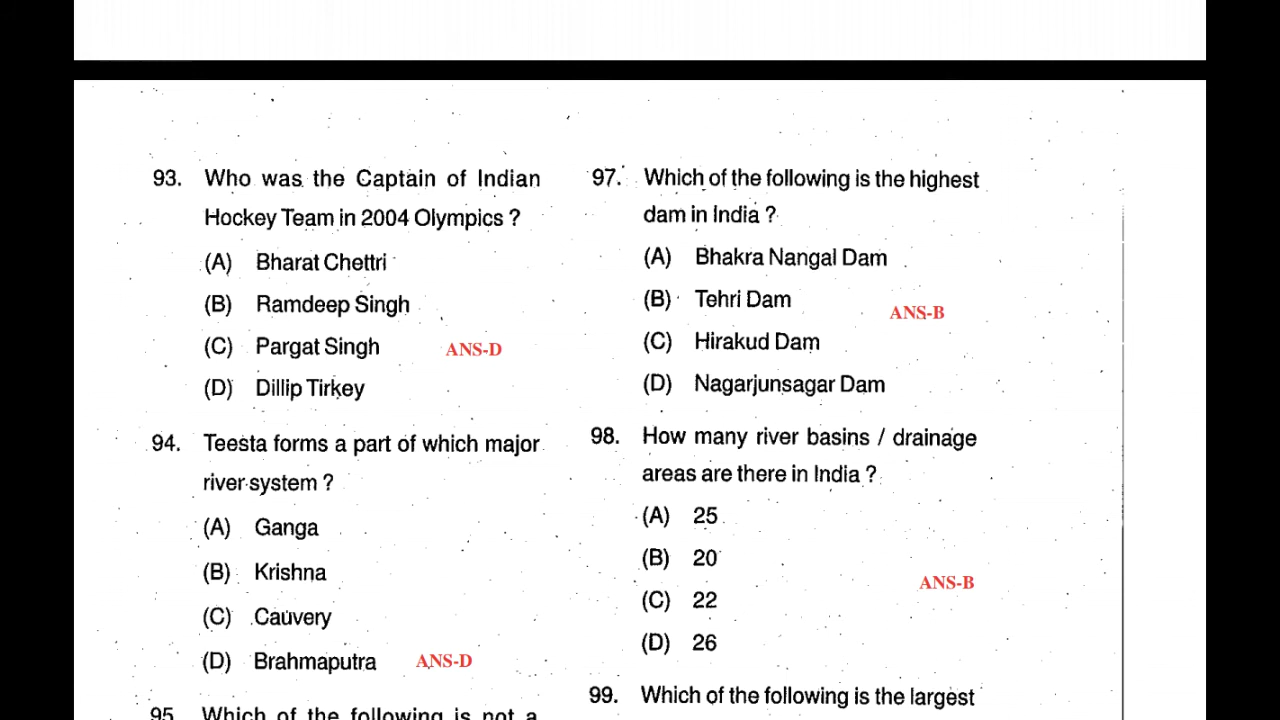 93. Who was the Captain of Indian
Hockey Team in 2004 Olympics ?
(A) Bharat Chettri
(B) Ramdeep Singh
(C) Pargat Singh ANS-D
(D) Dillip Tirkey
94. Teesta forms a part of which major
river system ?
(A) Ganga
(B) Krishna
(C) Cauvery
(D) Brahmaputra ANS-D
95. Which of the following is not a
97. Which of the following is the highest
dam in India ?
(A) Bhakra Nangal Dam
(B) Tehri Dam ANS-B
(C) Hirakud Dam
(D) Nagarjunsagar Dam
98. How many river basins / drainage
areas are there in India ?
(A) 25
(B) 20
ANS-B
(C) 22
(D) 26
99. Which of the following is the largest